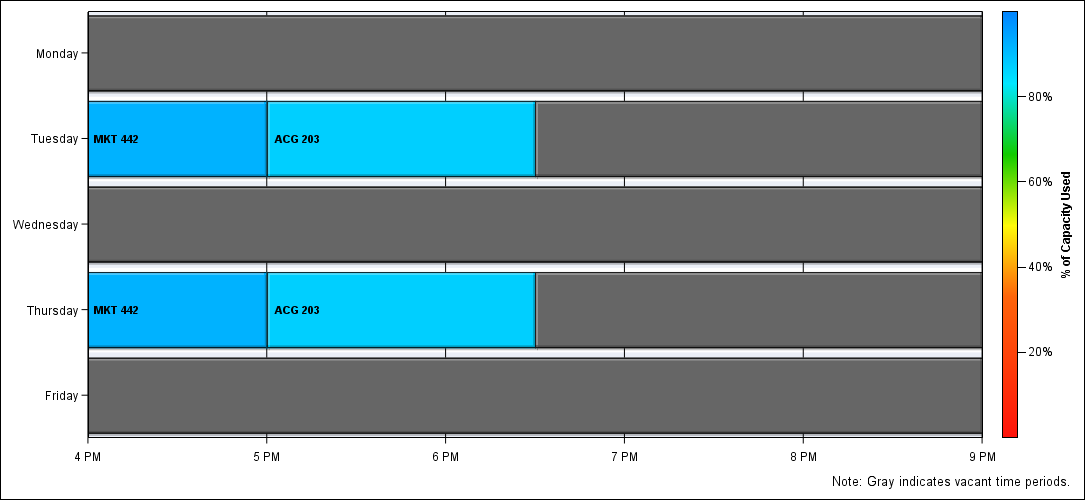 Monday
Tuesday
MKT 442
ACG 203
Wednesday
Thursday
MKT 442
ACG 203
Friday
4 PM
5 PM
6 PM
7 PM
8 PM
9 PM
80%
60%
40%
20%
% of Capacity Used
Note: Gray indicates vacant time periods.